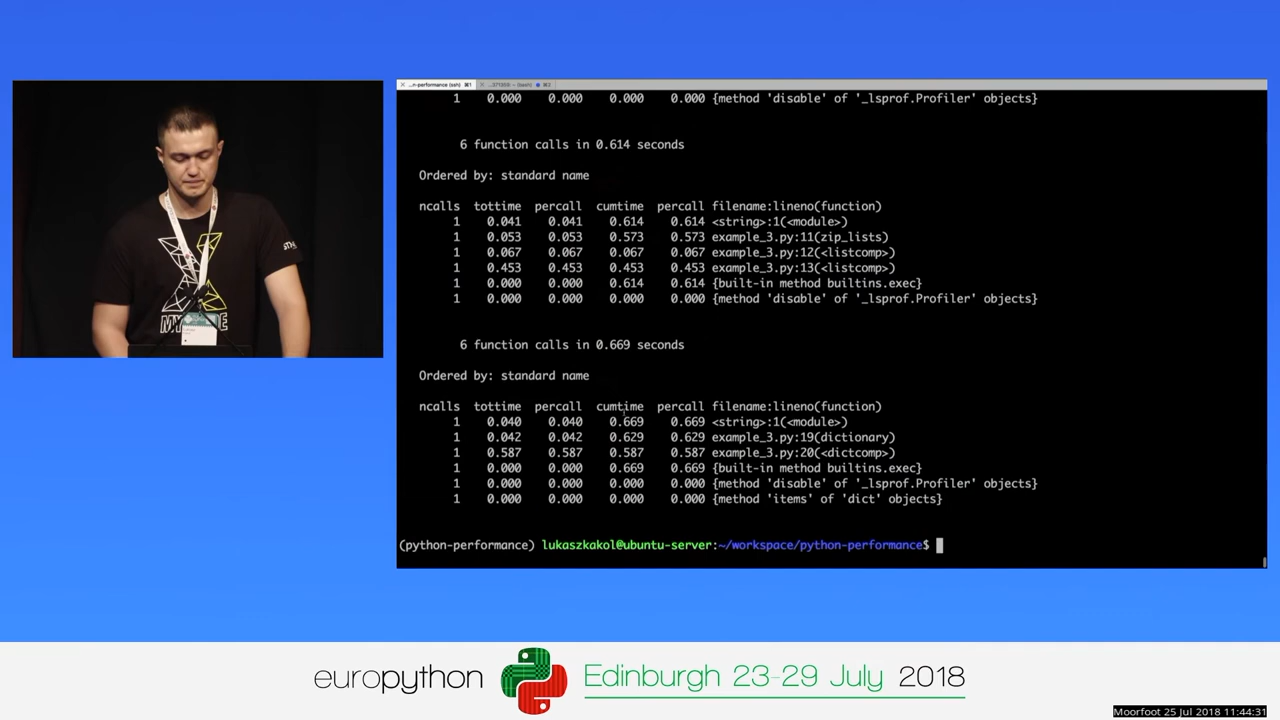 …n-performance (ssh) ⌘1
1 0.000 0.000 0.000 0.000 {method 'disable' of '_lsprof.Profiler' objects}
6 function calls in 0.614 seconds
Ordered by: standard name
ncalls tottime percall cumtime percall filename:lineno(function)
1 0.041 0.041 0.614 0.614 <string>:1(<module>)
1 0.053 0.053 0.573 0.573 example_3.py:11(zip_lists)
1 0.067 0.067 0.067 0.067 example_3.py:12(<listcomp>)
1 0.453 0.453 0.453 0.453 example_3.py:13(<listcomp>)
1 0.000 0.000 0.614 0.614 {built-in method builtins.exec}
1 0.000 0.000 0.000 0.000 {method 'disable' of '_lsprof.Profiler' objects}
6 function calls in 0.669 seconds
Ordered by: standard name
ncalls tottime percall cumtime percall filename:lineno(function)
1 0.040 0.040 0.669 0.669 <string>:1(<module>)
1 0.042 0.042 0.629 0.629 example_3.py:19(dictionary)
1 0.587 0.587 0.587 0.587 example_3.py:20(<dictcomp>)
1 0.000 0.000 0.669 0.669 {built-in method builtins.exec}
1 0.000 0.000 0.000 0.000 {method 'disable' of '_lsprof.Profiler' objects}
1 0.000 0.000 0.000 0.000 {method 'items' of 'dict' objects}
(python-performance) lukaszkakol@ubuntu-server:~/workspace/python-performance$
europython
Edinburgh 23-29 July 2018
Moorfoot 25 Jul 2018 11:44:31